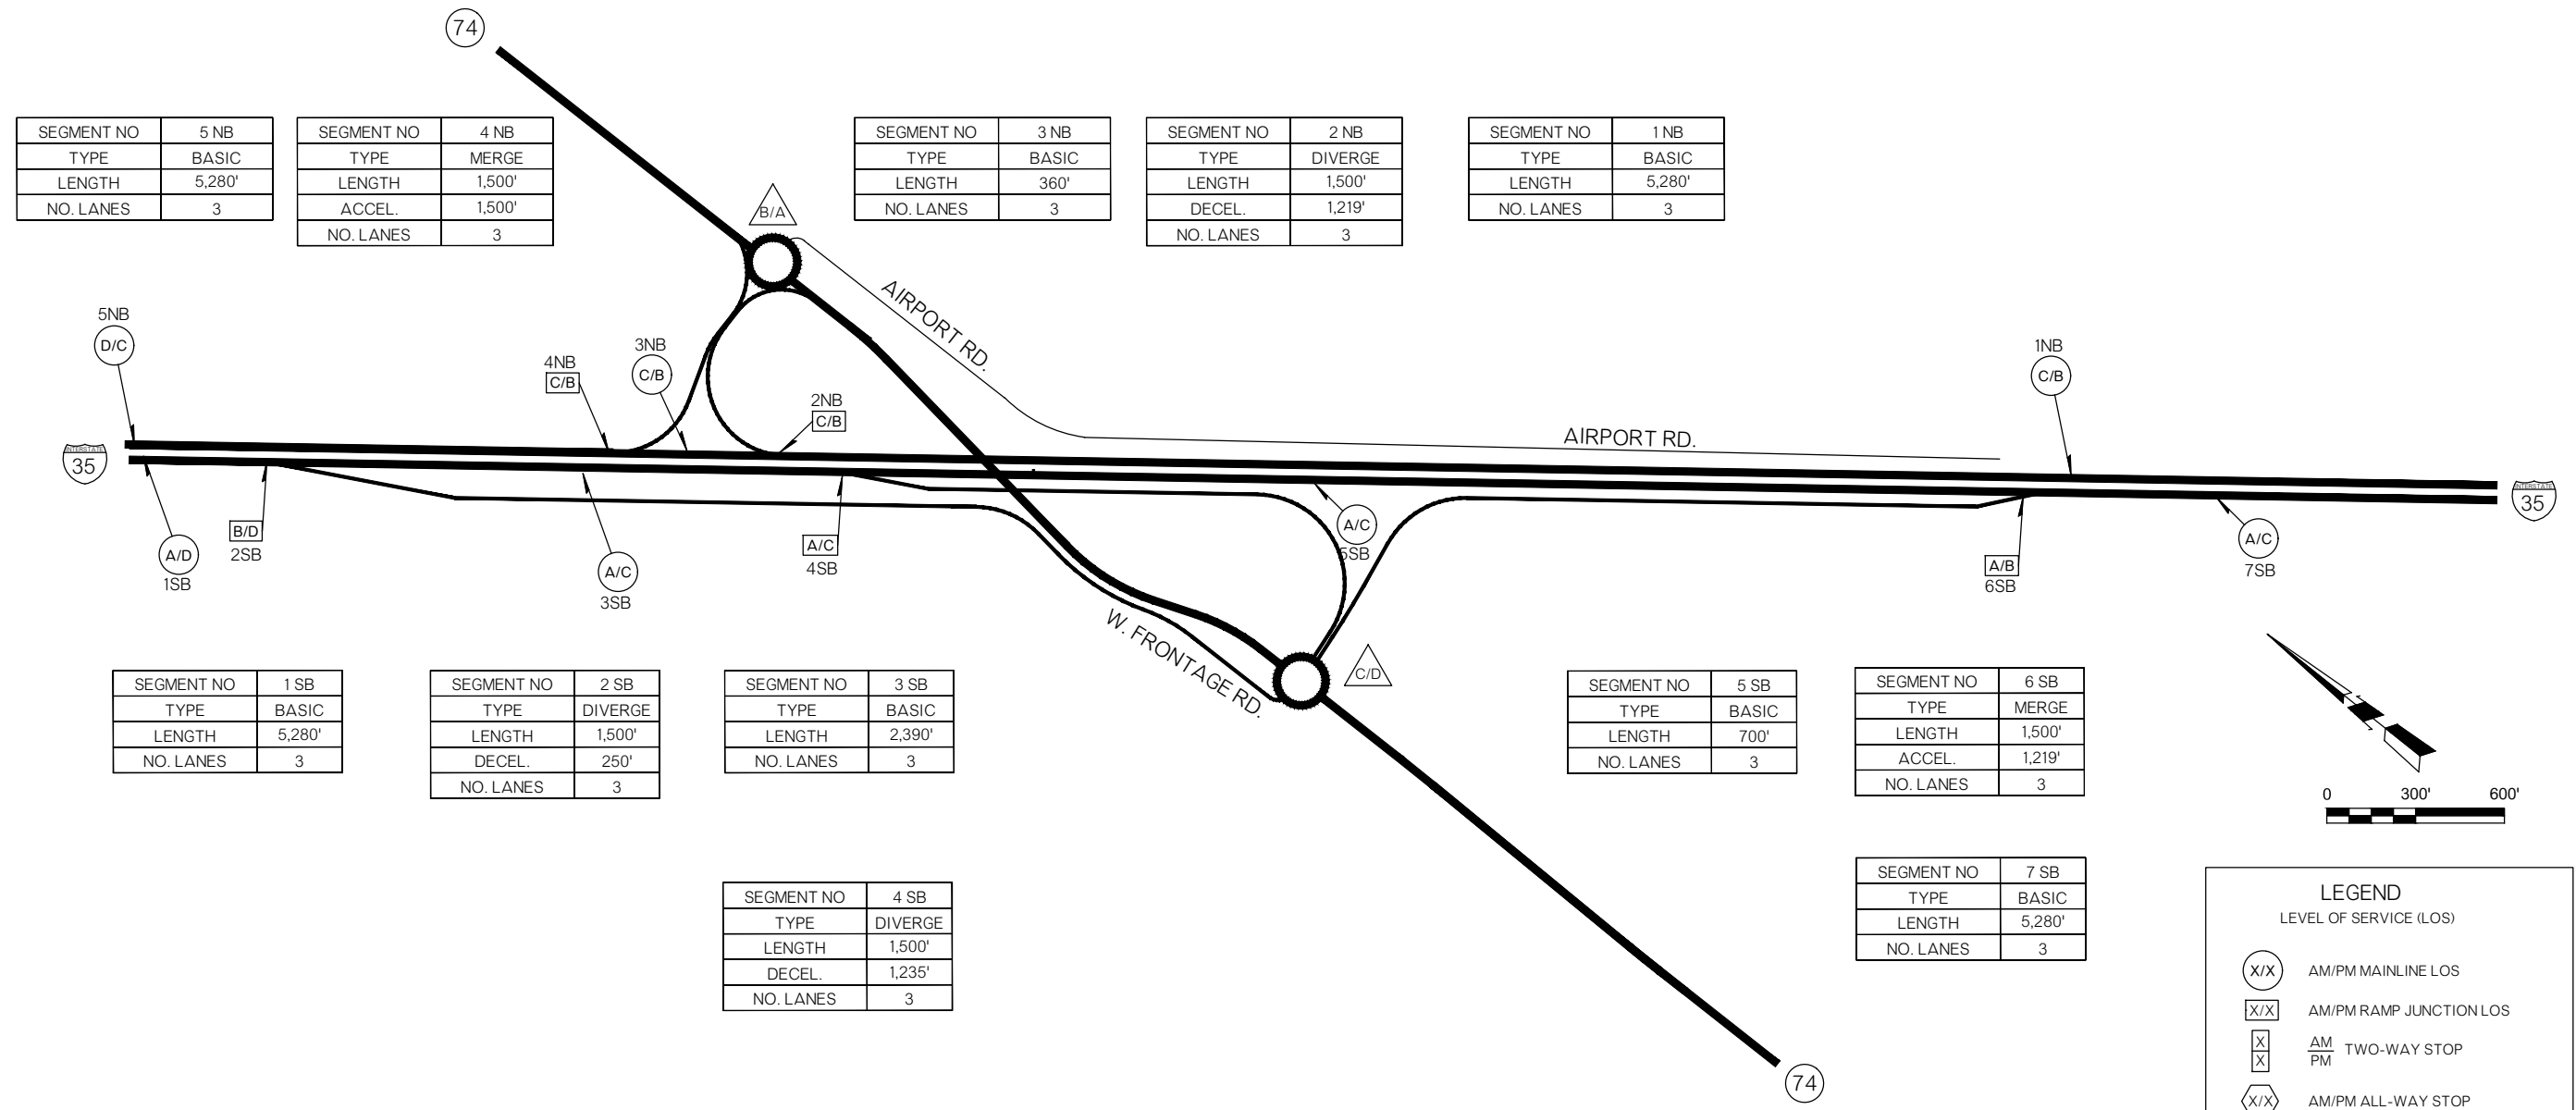 74
SEGMENT NO 5 NB
TYPE BASIC
LENGTH 5,280'
NO. LANES 3
SEGMENT NO 4 NB
TYPE MERGE
LENGTH 1,500'
ACCEL. 1,500'
NO. LANES 3
SEGMENT NO 3 NB
TYPE BASIC
LENGTH 360'
NO. LANES 3
SEGMENT NO 2 NB
TYPE DIVERGE
LENGTH 1,500'
DECEL. 1,219'
NO. LANES 3
SEGMENT NO 1 NB
TYPE BASIC
LENGTH 5,280'
NO. LANES 3
B/A
AIRPORT RD.
5NB
D/C
4NB
C/B
3NB
C/B
2NB
C/B
1NB
C/B
AIRPORT RD.
INTERSTATE
35
INTERSTATE
35
A/D
1SB
B/D
2SB
A/C
3SB
A/C
4SB
A/C
5SB
A/B
6SB
A/C
7SB
W. FRONTAGE RD.
C/D
SEGMENT NO 1 SB
TYPE BASIC
LENGTH 5,280'
NO. LANES 3
SEGMENT NO 2 SB
TYPE DIVERGE
LENGTH 1,500'
DECEL. 250'
NO. LANES 3
SEGMENT NO 3 SB
TYPE BASIC
LENGTH 2,390'
NO. LANES 3
SEGMENT NO 5 SB
TYPE BASIC
LENGTH 700'
NO. LANES 3
SEGMENT NO 6 SB
TYPE MERGE
LENGTH 1,500'
ACCEL. 1,219'
NO. LANES 3
0 300' 600'
SEGMENT NO 4 SB
TYPE DIVERGE
LENGTH 1,500'
DECEL. 1,235'
NO. LANES 3
SEGMENT NO 7 SB
TYPE BASIC
LENGTH 5,280'
NO. LANES 3
74
LEGEND
LEVEL OF SERVICE (LOS)
X/X AM/PM MAINLINE LOS
X/X AM/PM RAMP JUNCTION LOS
X
X
AM
PM
TWO-WAY STOP
X/X AM/PM ALL-WAY STOP